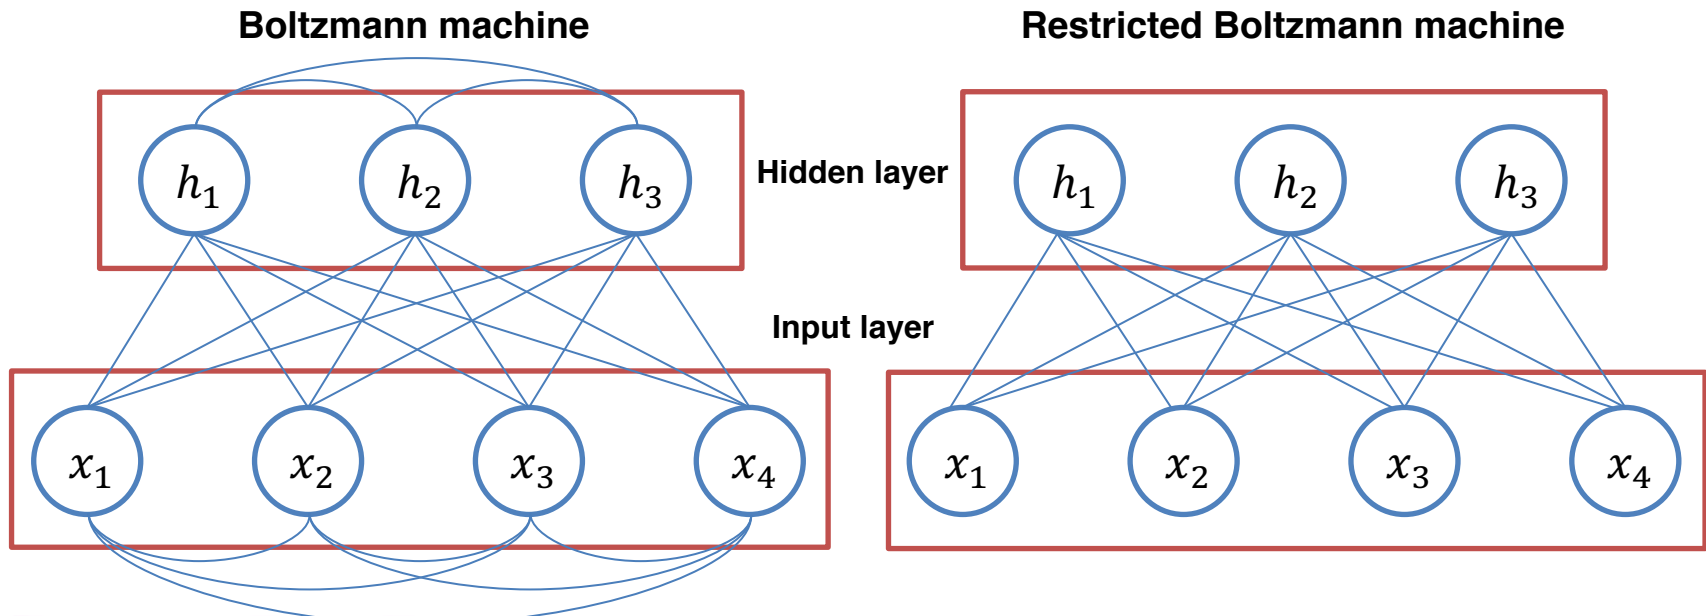 Boltzmann machine
Restricted Boltzmann machine
h₁ h₂ h₃
Hidden layer
h₁ h₂ h₃
Input layer
x₁ x₂ x₃ x₄
x₁ x₂ x₃ x₄